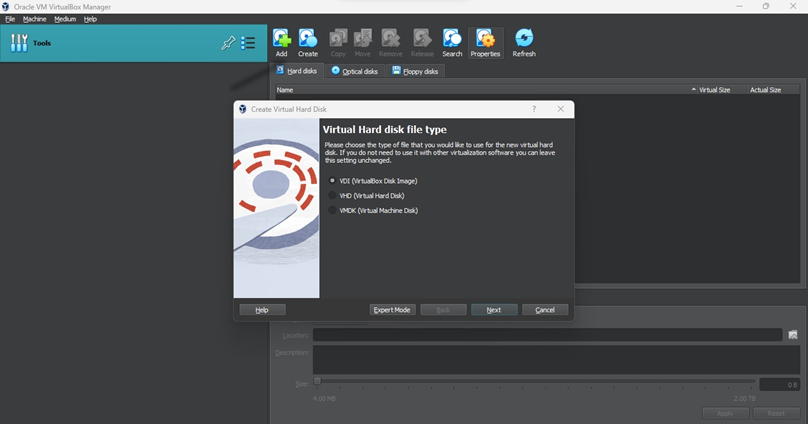 Oracle VM VirtualBox Manager
File Machine Medium Help
Tools
Add Create Copy Move Remove Release Search Properties Refresh
Hard disks Optical disks Floppy disks
Name Virtual Size Actual Size
Create Virtual Hard Disk
?
Virtual Hard disk file type
Please choose the type of file that you would like to use for the new virtual hard
disk. If you do not need to use it with other virtualization software you can leave
this setting unchanged.
VDI (VirtualBox Disk Image)
VHD (Virtual Hard Disk)
VMDK (Virtual Machine Disk)
Help Expert Mode Back Next Cancel
Location:
Description:
Size: 0 B
4.00 MB 2.00 TB
Apply Reset